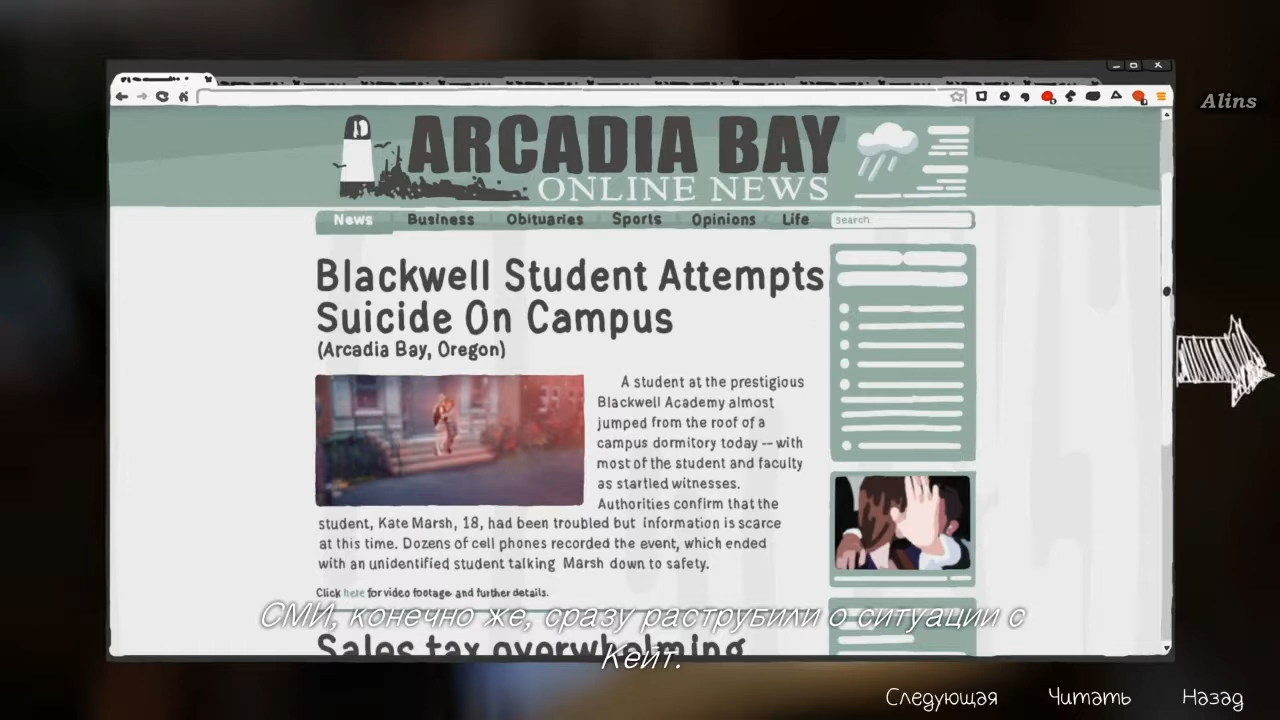 Alins
ARCADIA BAY
ONLINE NEWS
News Business Obituaries Sports Opinions Life search
Blackwell Student Attempts
Suicide On Campus
(Arcadia Bay, Oregon)
A student at the prestigious
Blackwell Academy almost
jumped from the roof of a
campus dormitory today -- with
most of the student and faculty
as startled witnesses.
Authorities confirm that the
student, Kate Marsh, 18, had been troubled but information is scarce
at this time. Dozens of cell phones recorded the event, which ended
with an unidentified student talking Marsh down to safety.
Click here for video footage and further details.
СМИ, конечно же, сразу раструбили о ситуации с
Кейт.
Sales tax overwhelming
Следующая Читать Назад